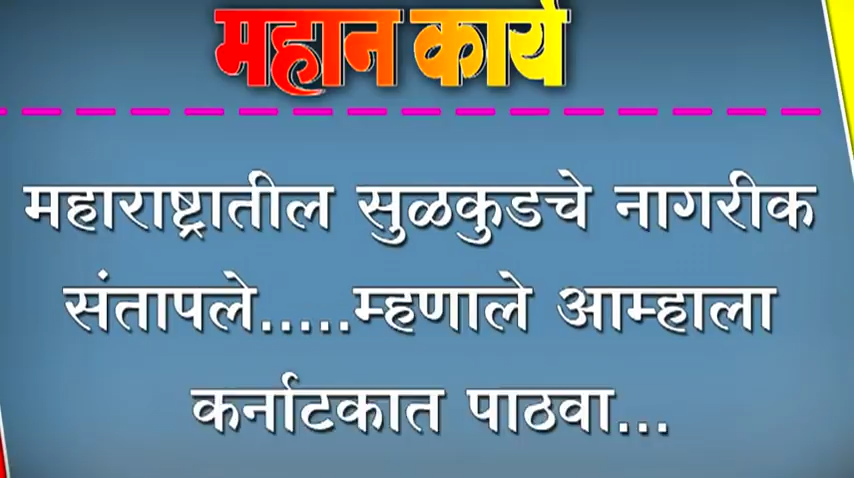 महान कार्य
महाराष्ट्रातील सुळकुडचे नागरीक
संतापले.....म्हणाले आम्हाला
कर्नाटकात पाठवा...